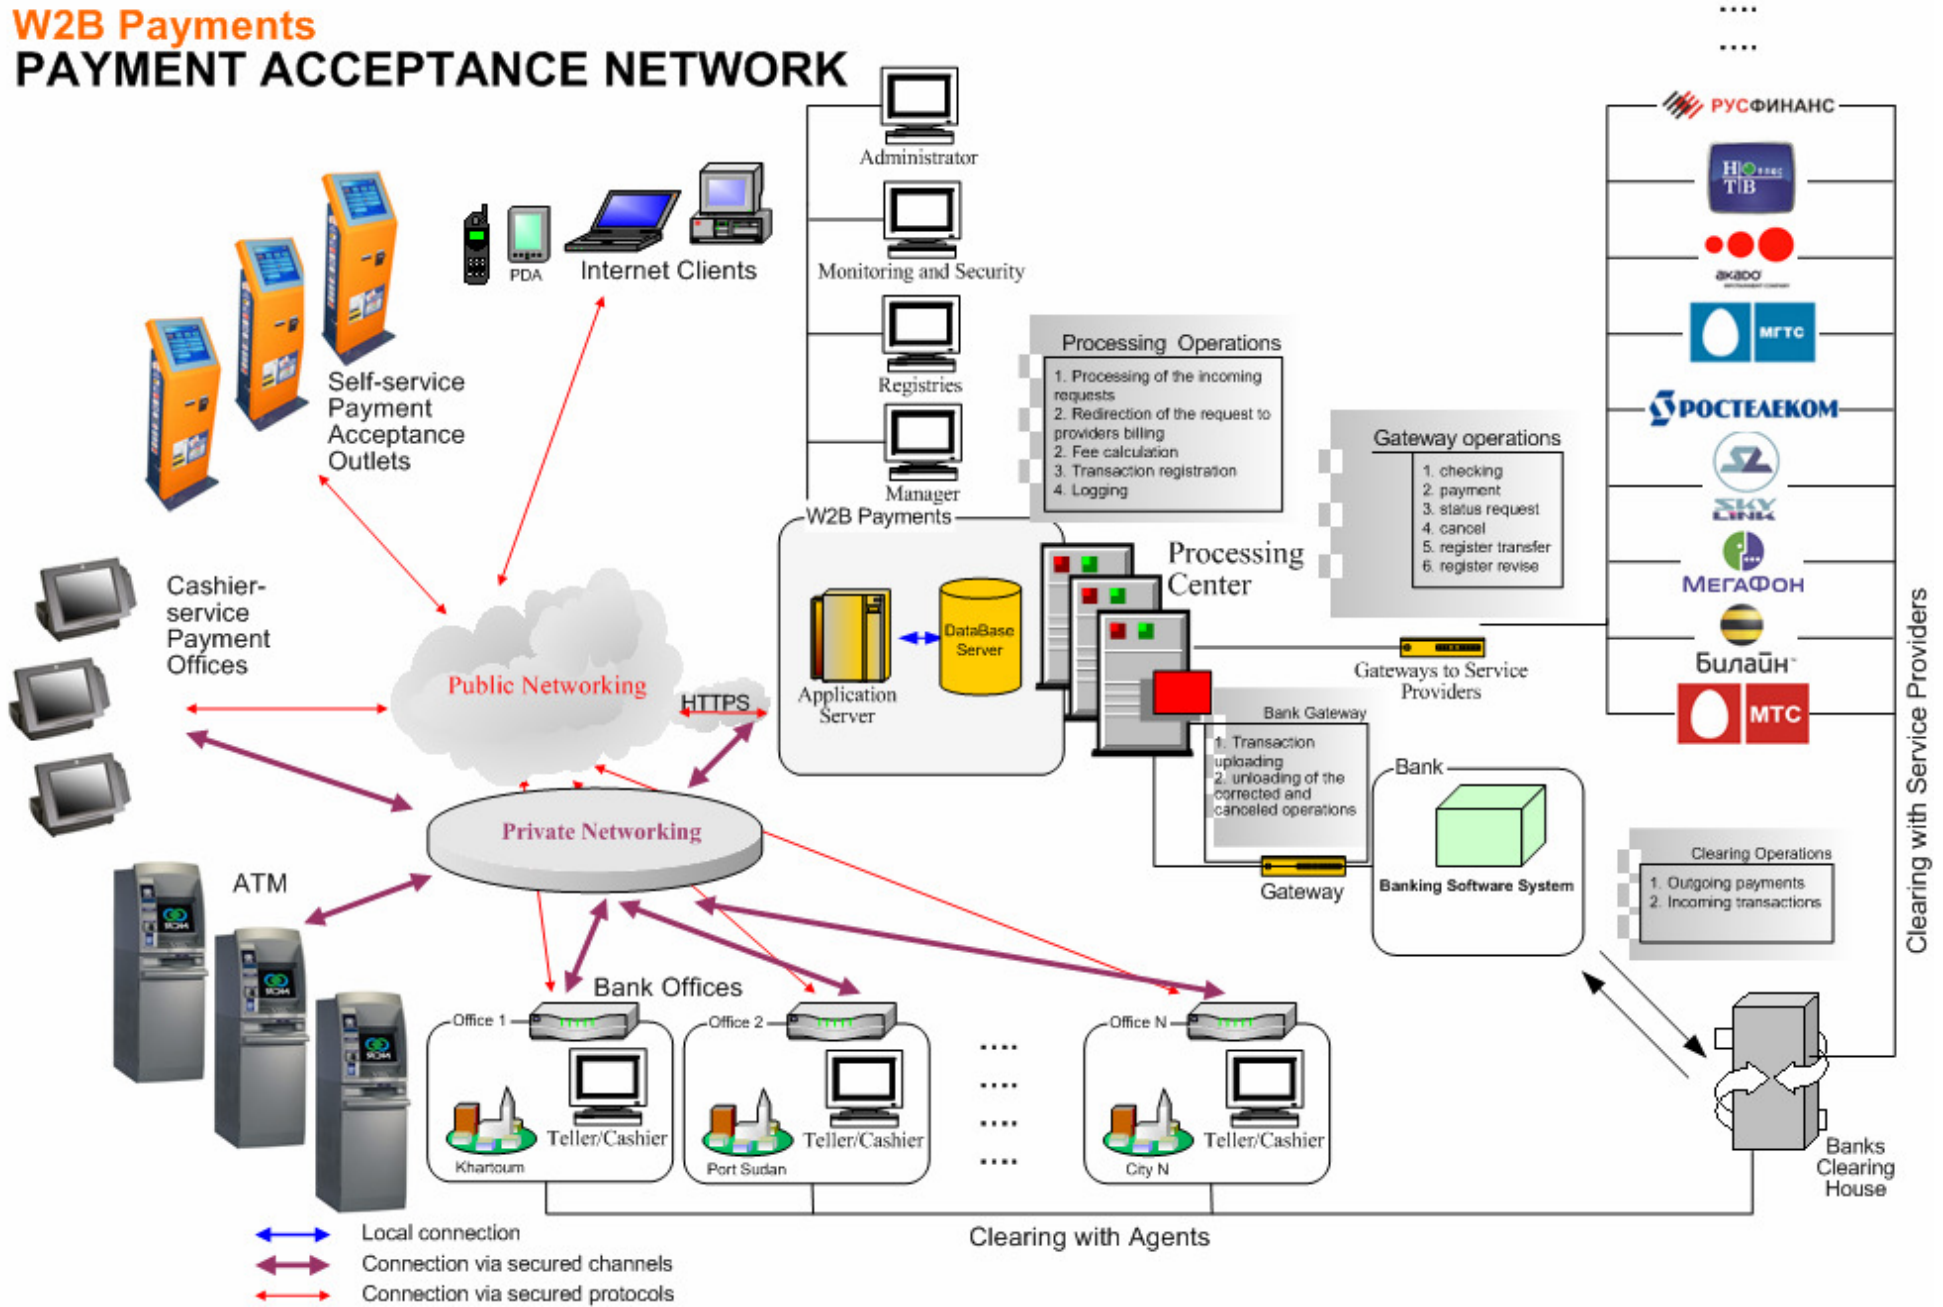 W2B Payments
PAYMENT ACCEPTANCE NETWORK
....
....
РУСФИНАНС
Administrator
НТВ
Monitoring and Security
PDA
Internet Clients
акадо
Registries
МГТС
Processing Operations
1. Processing of the incoming
requests
2. Redirection of the request to
providers billing
2. Fee calculation
3. Transaction registration
4. Logging
Self-service
Payment
Acceptance
Outlets
Manager
РОСТЕЛЕКОМ
Gateway operations
1. checking
2. payment
3. status request
4. cancel
5. register transfer
6. register revise
SKY
LINK
W2B Payments
Processing
Center
МЕГАФОН
Cashier-
service
Payment
Offices
DataBase
Server
Билайн
Gateways to Service
Providers
Public Networking
HTTPS
Application
Server
МТС
Clearing with Service Providers
Bank Gateway
1. Transaction
uploading
2. unloading of the
corrected and
canceled operations
Bank
Private Networking
Gateway
Banking Software System
Clearing Operations
1. Outgoing payments
2. Incoming transactions
ATM
NCR
NCR
NCR
Bank Offices
Office 1
Office 2
Office N
....
....
....
....
Teller/Cashier
Teller/Cashier
Teller/Cashier
Khartoum
Port Sudan
City N
Banks
Clearing
House
Clearing with Agents
Local connection
Connection via secured channels
Connection via secured protocols